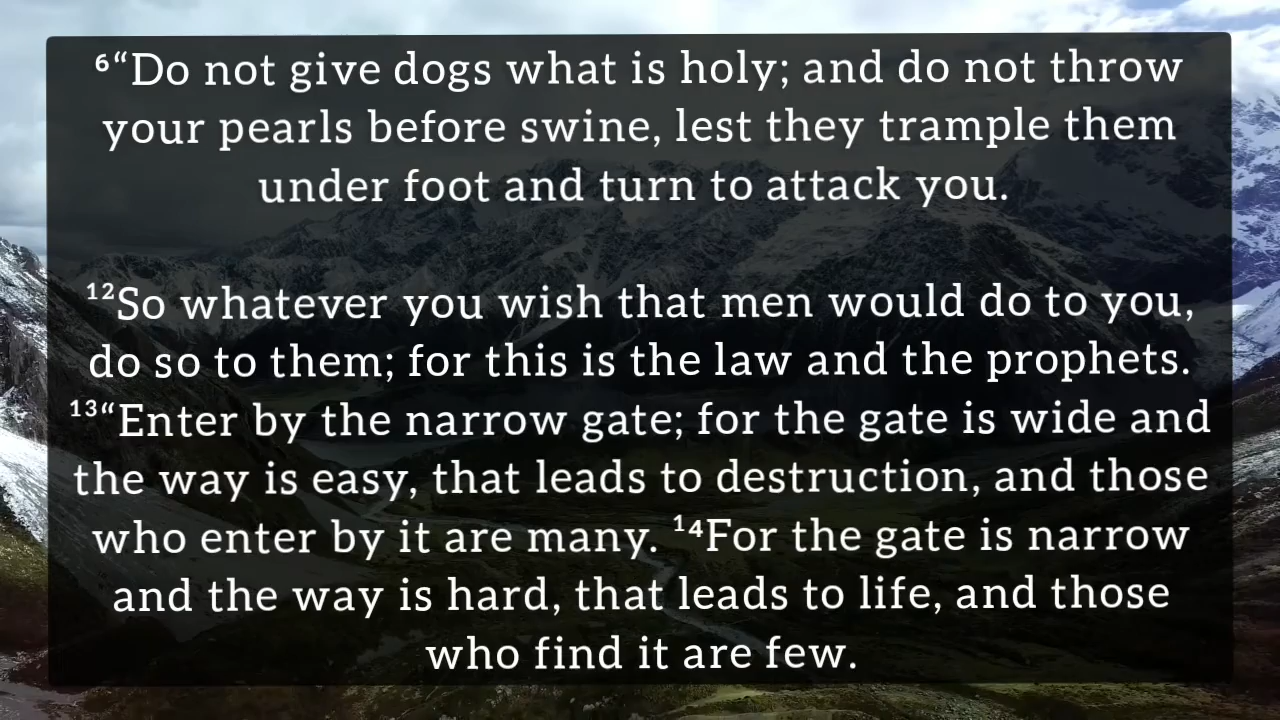 ⁶“Do not give dogs what is holy; and do not throw
your pearls before swine, lest they trample them
under foot and turn to attack you.
¹²So whatever you wish that men would do to you,
do so to them; for this is the law and the prophets.
¹³“Enter by the narrow gate; for the gate is wide and
the way is easy, that leads to destruction, and those
who enter by it are many. ¹⁴For the gate is narrow
and the way is hard, that leads to life, and those
who find it are few.